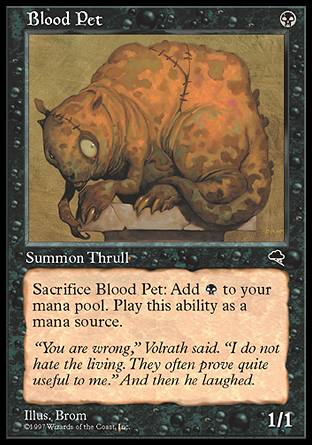 Blood Pet
Summon Thrull
Sacrifice Blood Pet: Add to your
mana pool. Play this ability as a
mana source.
"You are wrong," Volrath said. "I do not
hate the living. They often prove quite
useful to me." And then he laughed.
Illus. Brom
©1997 Wizards of the Coast, Inc.
1/1